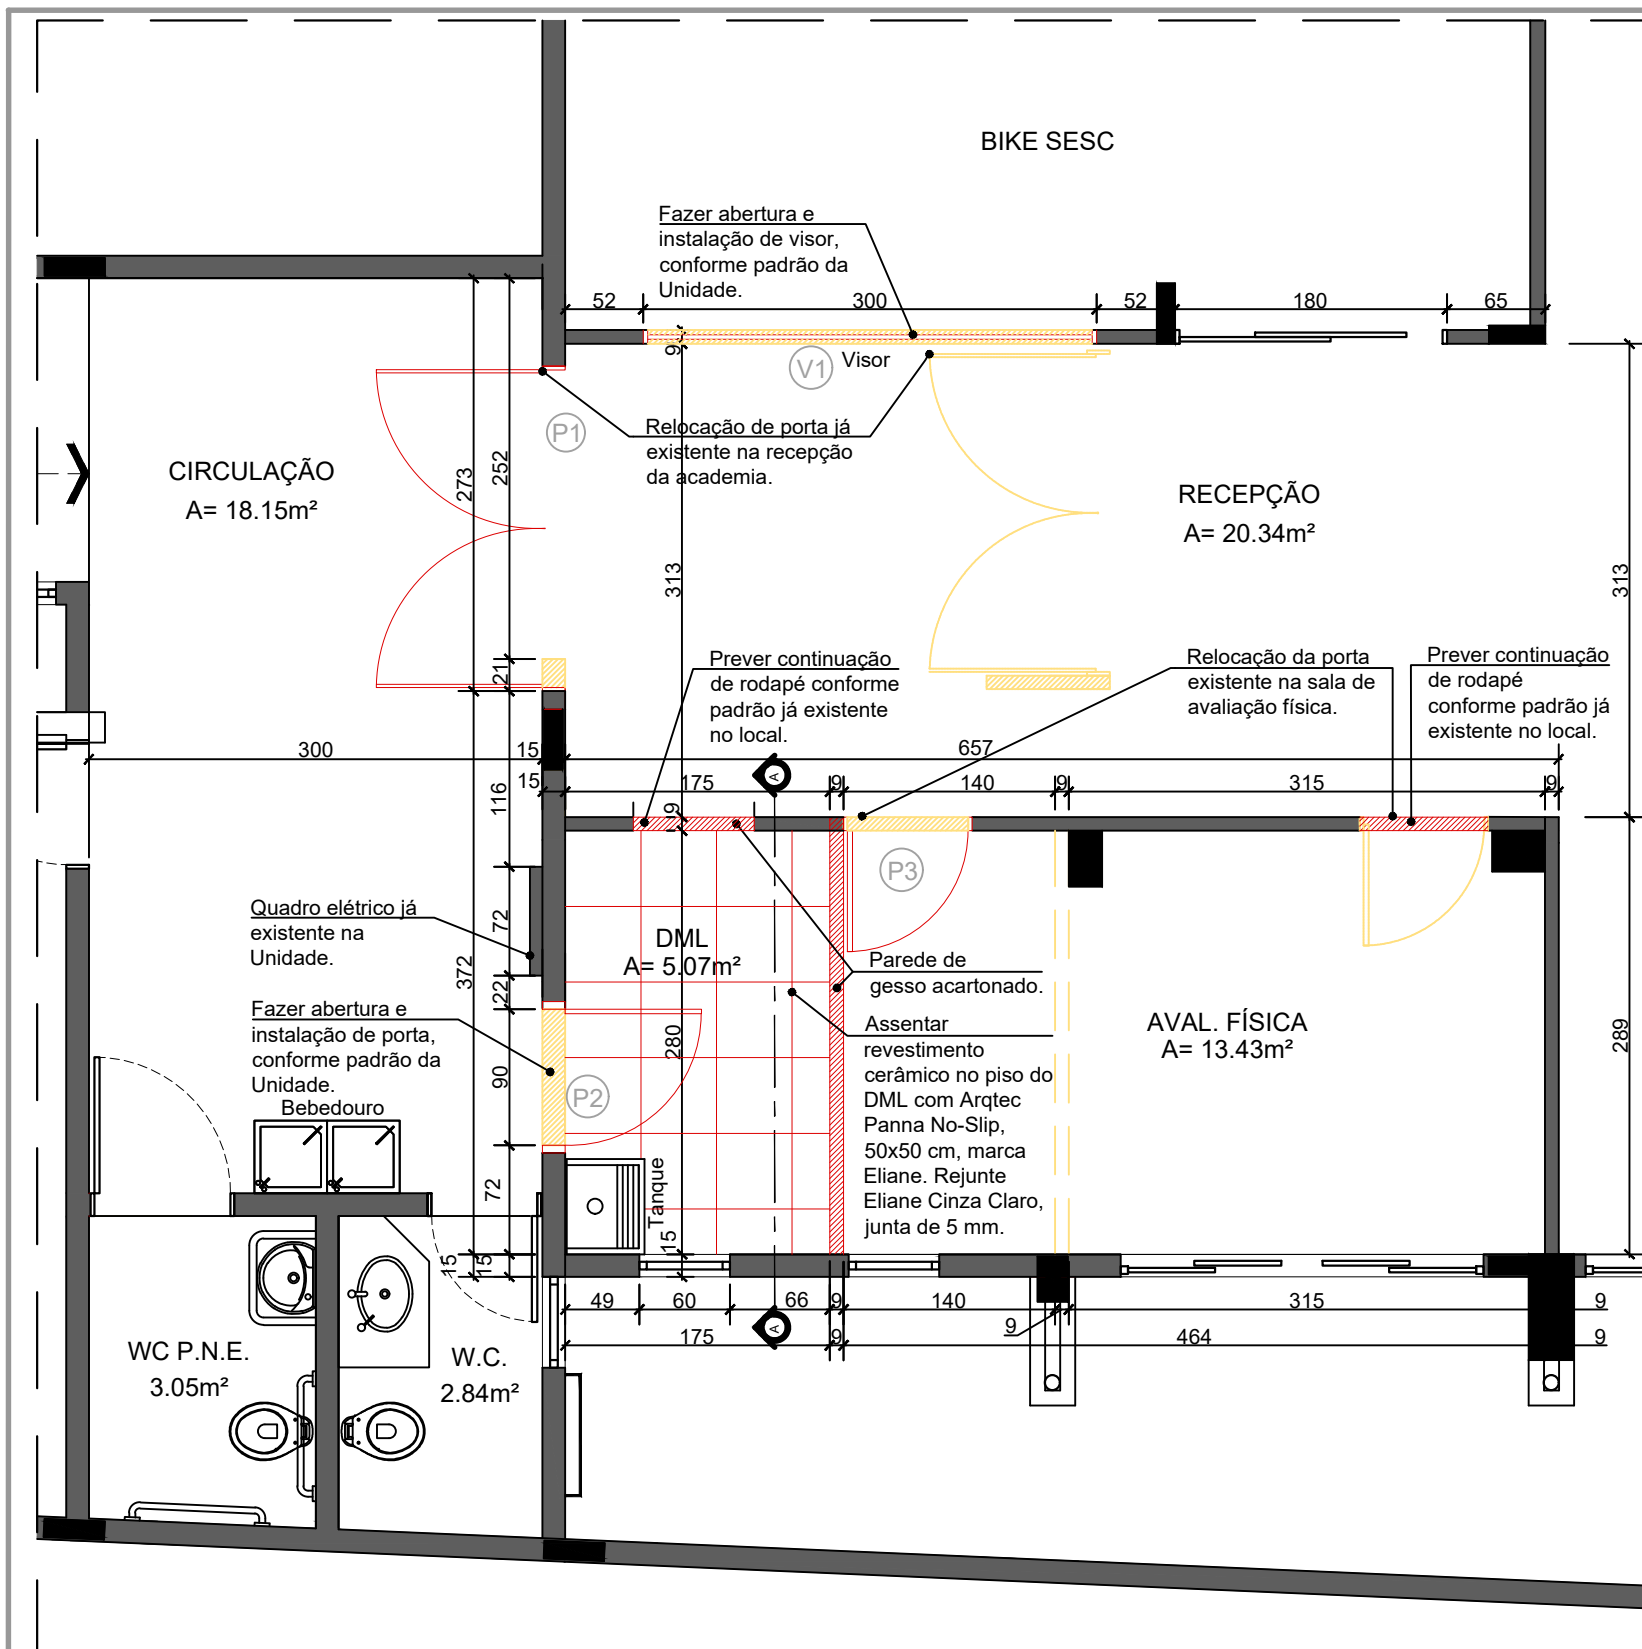 BIKE SESC
Fazer abertura e
instalação de visor,
conforme padrão da
Unidade.
52
300
52
180
65
9
V1
Visor
P1
Relocação de porta já
existente na recepção
da academia.
CIRCULAÇÃO
A= 18.15m²
273
252
RECEPÇÃO
A= 20.34m²
313
313
21
Prever continuação
de rodapé conforme
padrão já existente
no local.
Relocação da porta
existente na sala de
avaliação física.
Prever continuação
de rodapé
conforme padrão já
existente no local.
300
15
657
15
175
A
9
140
9
315
9
116
9
P3
Quadro elétrico já
existente na
Unidade.
72
DML
A= 5.07m²
Parede de
gesso acartonado.
372
22
Fazer abertura e
instalação de porta,
conforme padrão da
Unidade.
Bebedouro
280
90
P2
Assentar
revestimento
cerâmico no piso do
DML com Arqtec
Panna No-Slip,
50x50 cm, marca
Eliane. Rejunte
Eliane Cinza Claro,
junta de 5 mm.
AVAL. FÍSICA
A= 13.43m²
289
72
Tanque
15
15
15
49
60
66
9
140
9
315
9
175
A
9
464
9
WC P.N.E.
3.05m²
W.C.
2.84m²